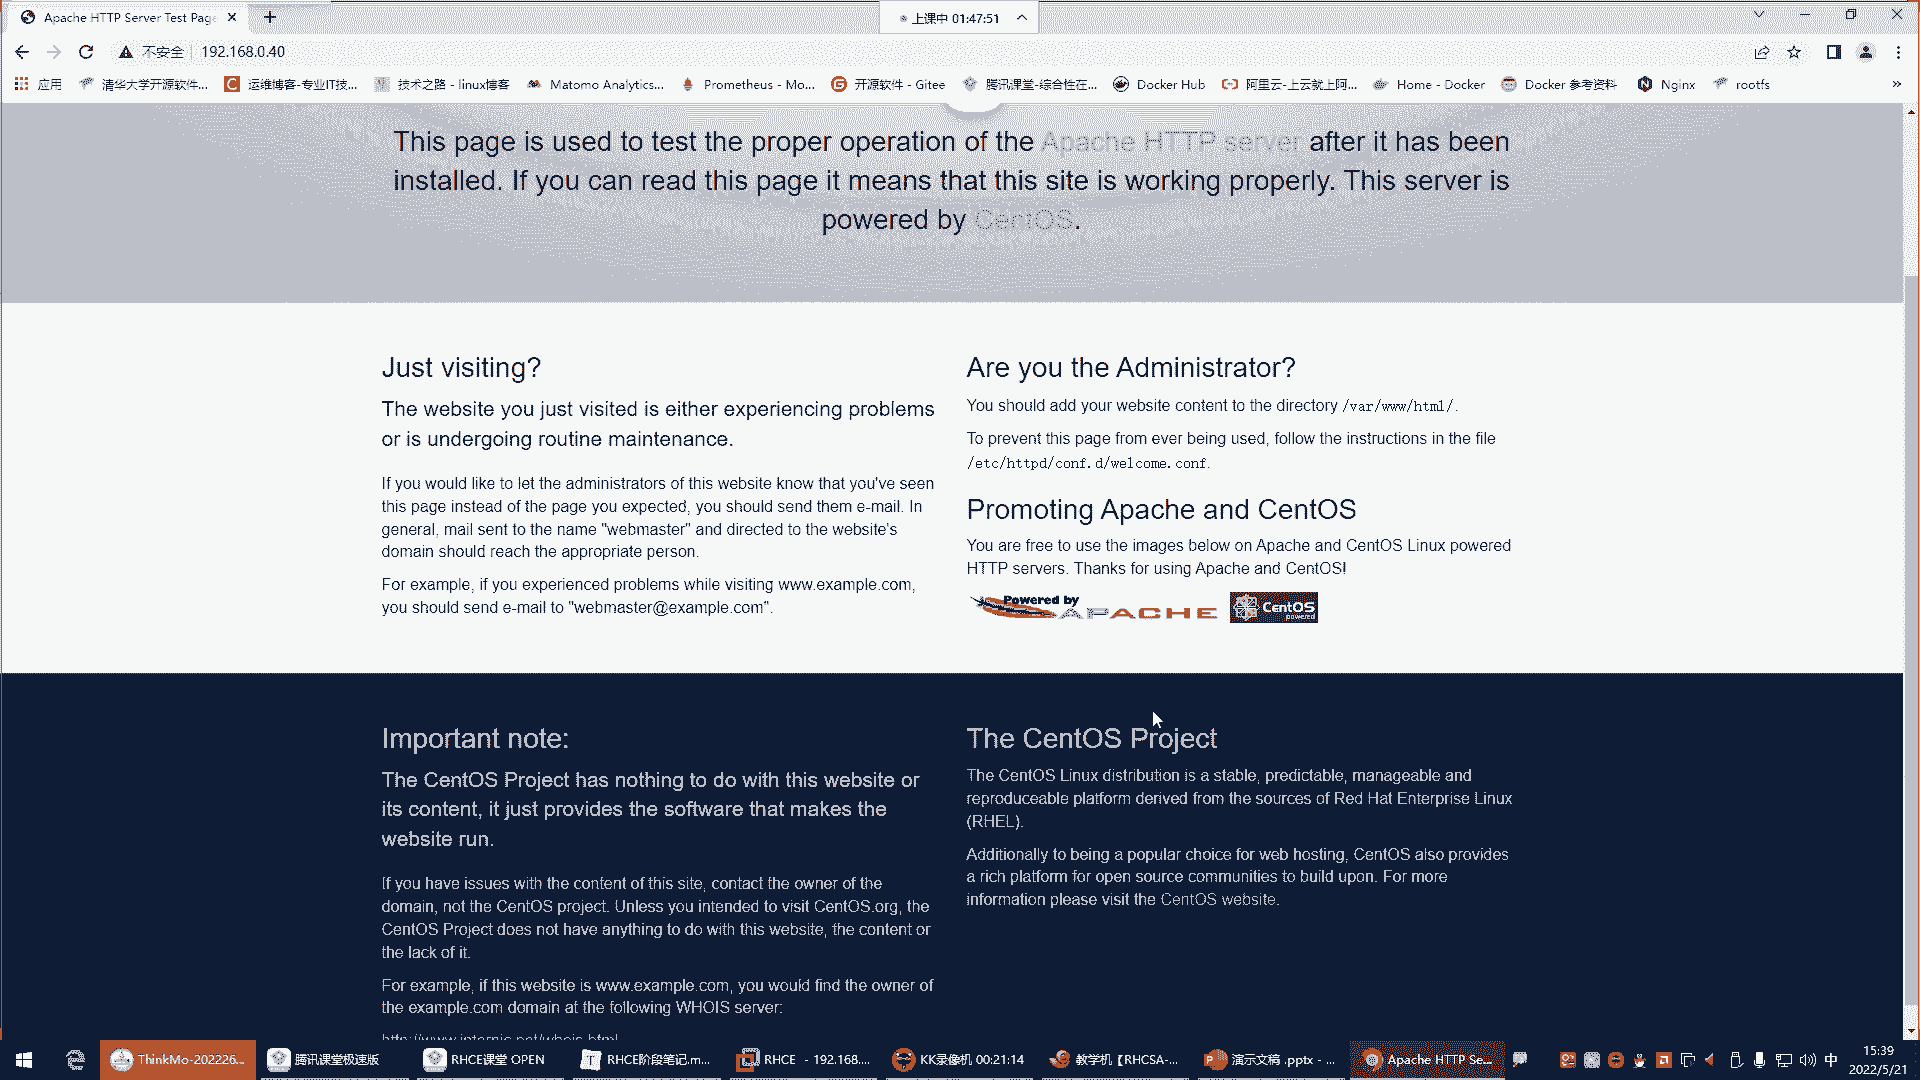 Apache HTTP Server Test Page
上课中 01:47:51
不安全
192.168.0.40
应用
清华大学开源软件...
运维博客-专业IT技...
技术之路 - linux博客
Matomo Analytics...
Prometheus - Mo...
开源软件 - Gitee
腾讯课堂-综合性在...
Docker Hub
阿里云-上云就上阿...
Home - Docker
Docker 参考资料
Nginx
rootfs
»
This page is used to test the proper operation of the Apache HTTP server after it has been
installed. If you can read this page it means that this site is working properly. This server is
powered by CentOS.
Just visiting?
The website you just visited is either experiencing problems
or is undergoing routine maintenance.
If you would like to let the administrators of this website know that you've seen
this page instead of the page you expected, you should send them e-mail. In
general, mail sent to the name "webmaster" and directed to the website's
domain should reach the appropriate person.
For example, if you experienced problems while visiting www.example.com,
you should send e-mail to "webmaster@example.com".
Are you the Administrator?
You should add your website content to the directory /var/www/html/.
To prevent this page from ever being used, follow the instructions in the file
/etc/httpd/conf.d/welcome.conf.
Promoting Apache and CentOS
You are free to use the images below on Apache and CentOS Linux powered
HTTP servers. Thanks for using Apache and CentOS!
Powered by
APACHE
CentOS
powered
Important note:
The CentOS Project has nothing to do with this website or
its content, it just provides the software that makes the
website run.
If you have issues with the content of this site, contact the owner of the
domain, not the CentOS project. Unless you intended to visit CentOS.org, the
CentOS Project does not have anything to do with this website, the content or
the lack of it.
For example, if this website is www.example.com, you would find the owner of
the example.com domain at the following WHOIS server:
http://www.internic.net/whois.html
The CentOS Project
The CentOS Linux distribution is a stable, predictable, manageable and
reproduceable platform derived from the sources of Red Hat Enterprise Linux
(RHEL).
Additionally to being a popular choice for web hosting, CentOS also provides
a rich platform for open source communities to build upon. For more
information please visit the CentOS website.
ThinkMo-202226...
腾讯课堂极速版
RHCE课堂 OPEN
RHCE阶段笔记.m...
RHCE - 192.168....
KK录像机 00:21:14
教学机【RHCSA-...
演示文稿 .pptx - ...
Apache HTTP Se...
中
15:39
2022/5/21